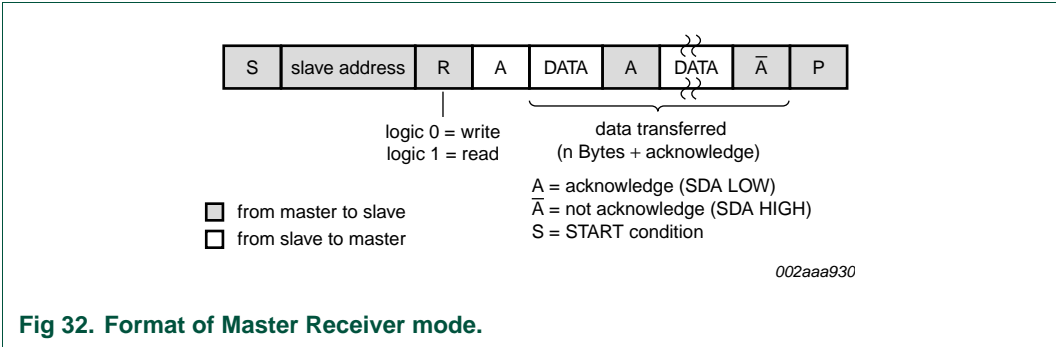 S slave address R A DATA A DATA A̅ P
logic 0 = write
logic 1 = read
data transferred
(n Bytes + acknowledge)
A = acknowledge (SDA LOW)
A̅ = not acknowledge (SDA HIGH)
S = START condition
from master to slave
from slave to master
002aaa930
Fig 32. Format of Master Receiver mode.